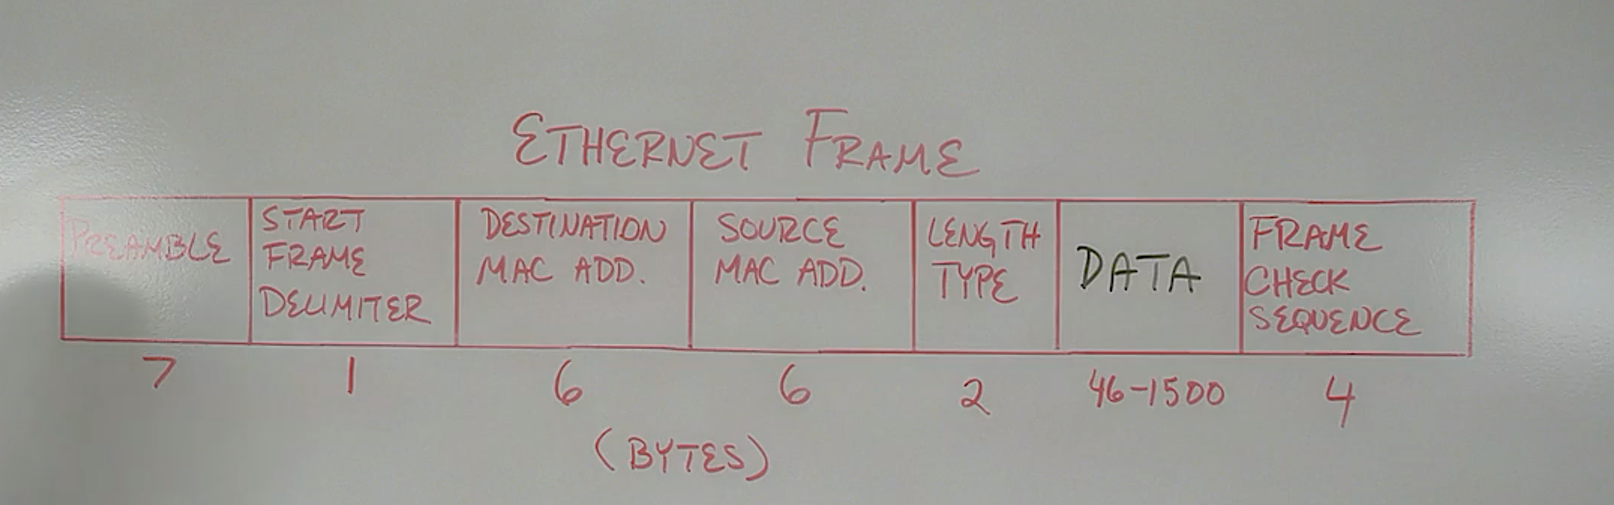 ETHERNET FRAME
PREAMBLE
START
FRAME
DELIMITER
DESTINATION
MAC ADD.
SOURCE
MAC ADD.
LENGTH
TYPE
DATA
FRAME
CHECK
SEQUENCE
7
1
6
6
2
46-1500
4
(BYTES)